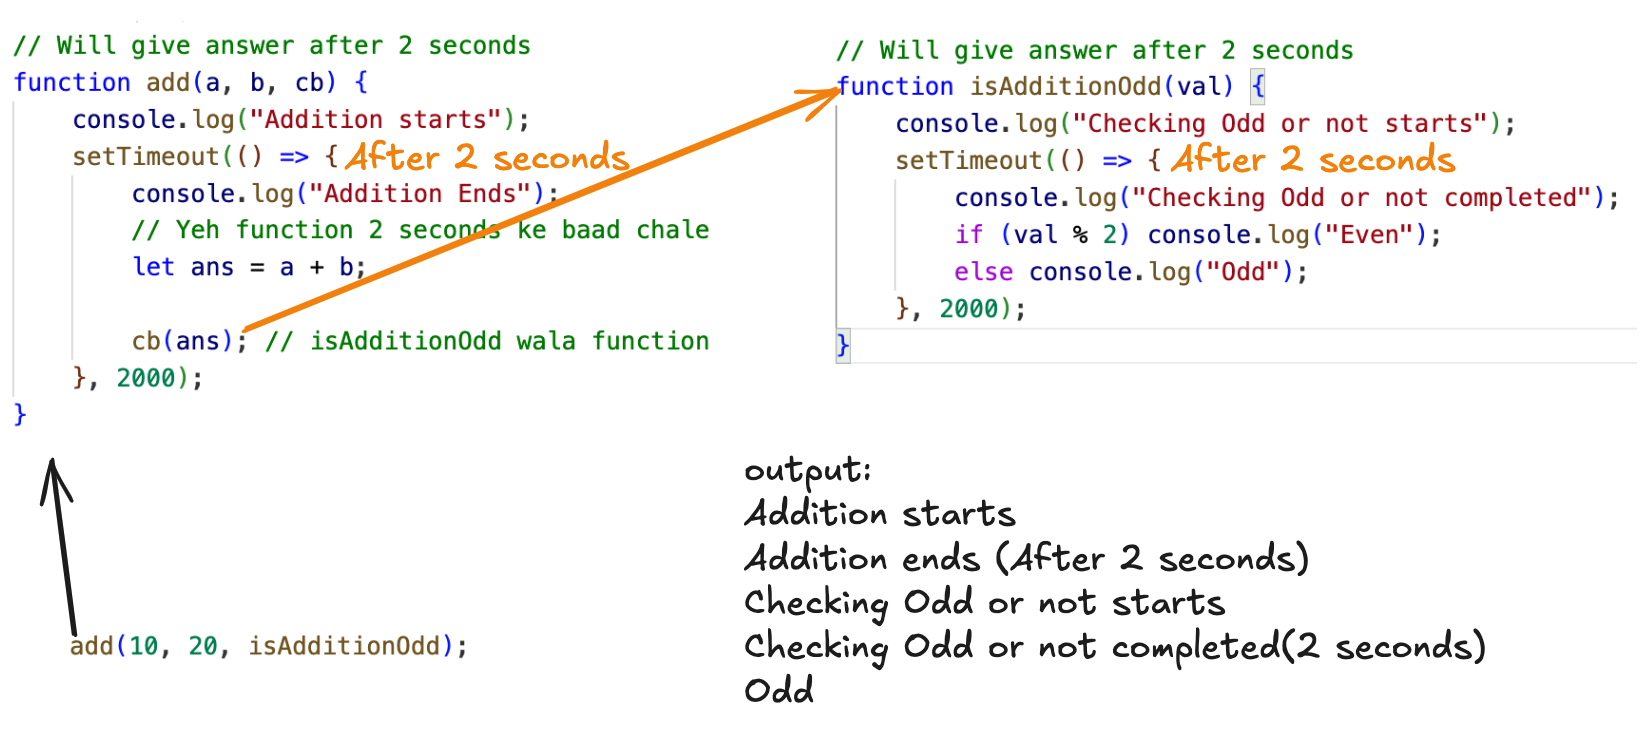 // Will give answer after 2 seconds
function add(a, b, cb) {
console.log("Addition starts");
setTimeout(() => { After 2 seconds
console.log("Addition Ends");
// Yeh function 2 seconds ke baad chale
let ans = a + b;
cb(ans); // isAdditionOdd wala function
}, 2000);
}
add(10, 20, isAdditionOdd);
// Will give answer after 2 seconds
function isAdditionOdd(val) {
console.log("Checking Odd or not starts");
setTimeout(() => { After 2 seconds
console.log("Checking Odd or not completed");
if (val % 2) console.log("Even");
else console.log("Odd");
}, 2000);
}
output:
Addition starts
Addition ends (After 2 seconds)
Checking Odd or not starts
Checking Odd or not completed(2 seconds)
Odd